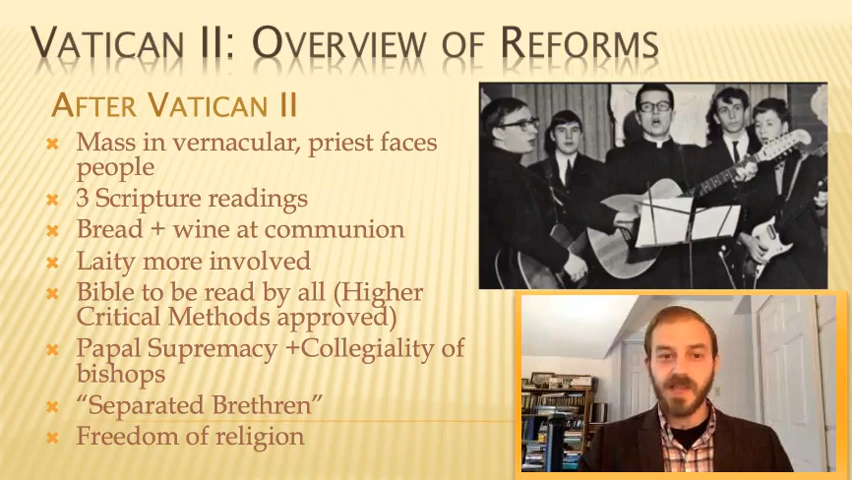 Vatican II: Overview of Reforms
After Vatican II
Mass in vernacular, priest faces
people
3 Scripture readings
Bread + wine at communion
Laity more involved
Bible to be read by all (Higher
Critical Methods approved)
Papal Supremacy +Collegiality of
bishops
“Separated Brethren”
Freedom of religion